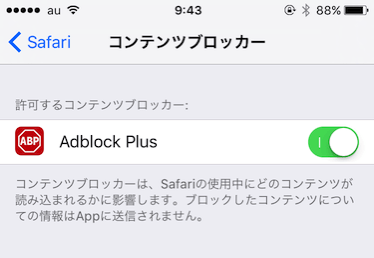 au 9:43 88%
Safari コンテンツブロッカー
許可するコンテンツブロッカー:
ABP Adblock Plus
コンテンツブロッカーは、Safariの使用中にどのコンテンツが
読み込まれるかに影響します。ブロックしたコンテンツについ
ての情報はAppに送信されません。